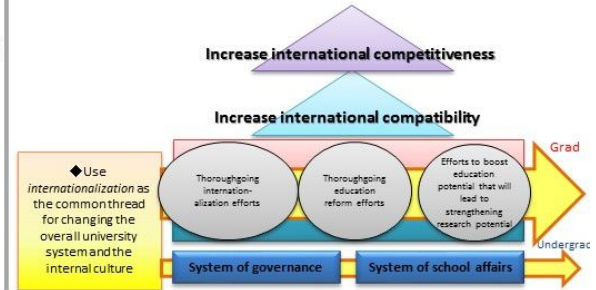 Increase international competitiveness
Increase international compatibility
◆Use
internationalization as
the common thread
for changing the
overall university
system and the
internal culture
Thoroughgoing
internation-
alization efforts
Thoroughgoing
education
reform efforts
Efforts to boost
education
potential that will
lead to
strengthening
research potential
Grad
Undergrad
System of governance
System of school affairs